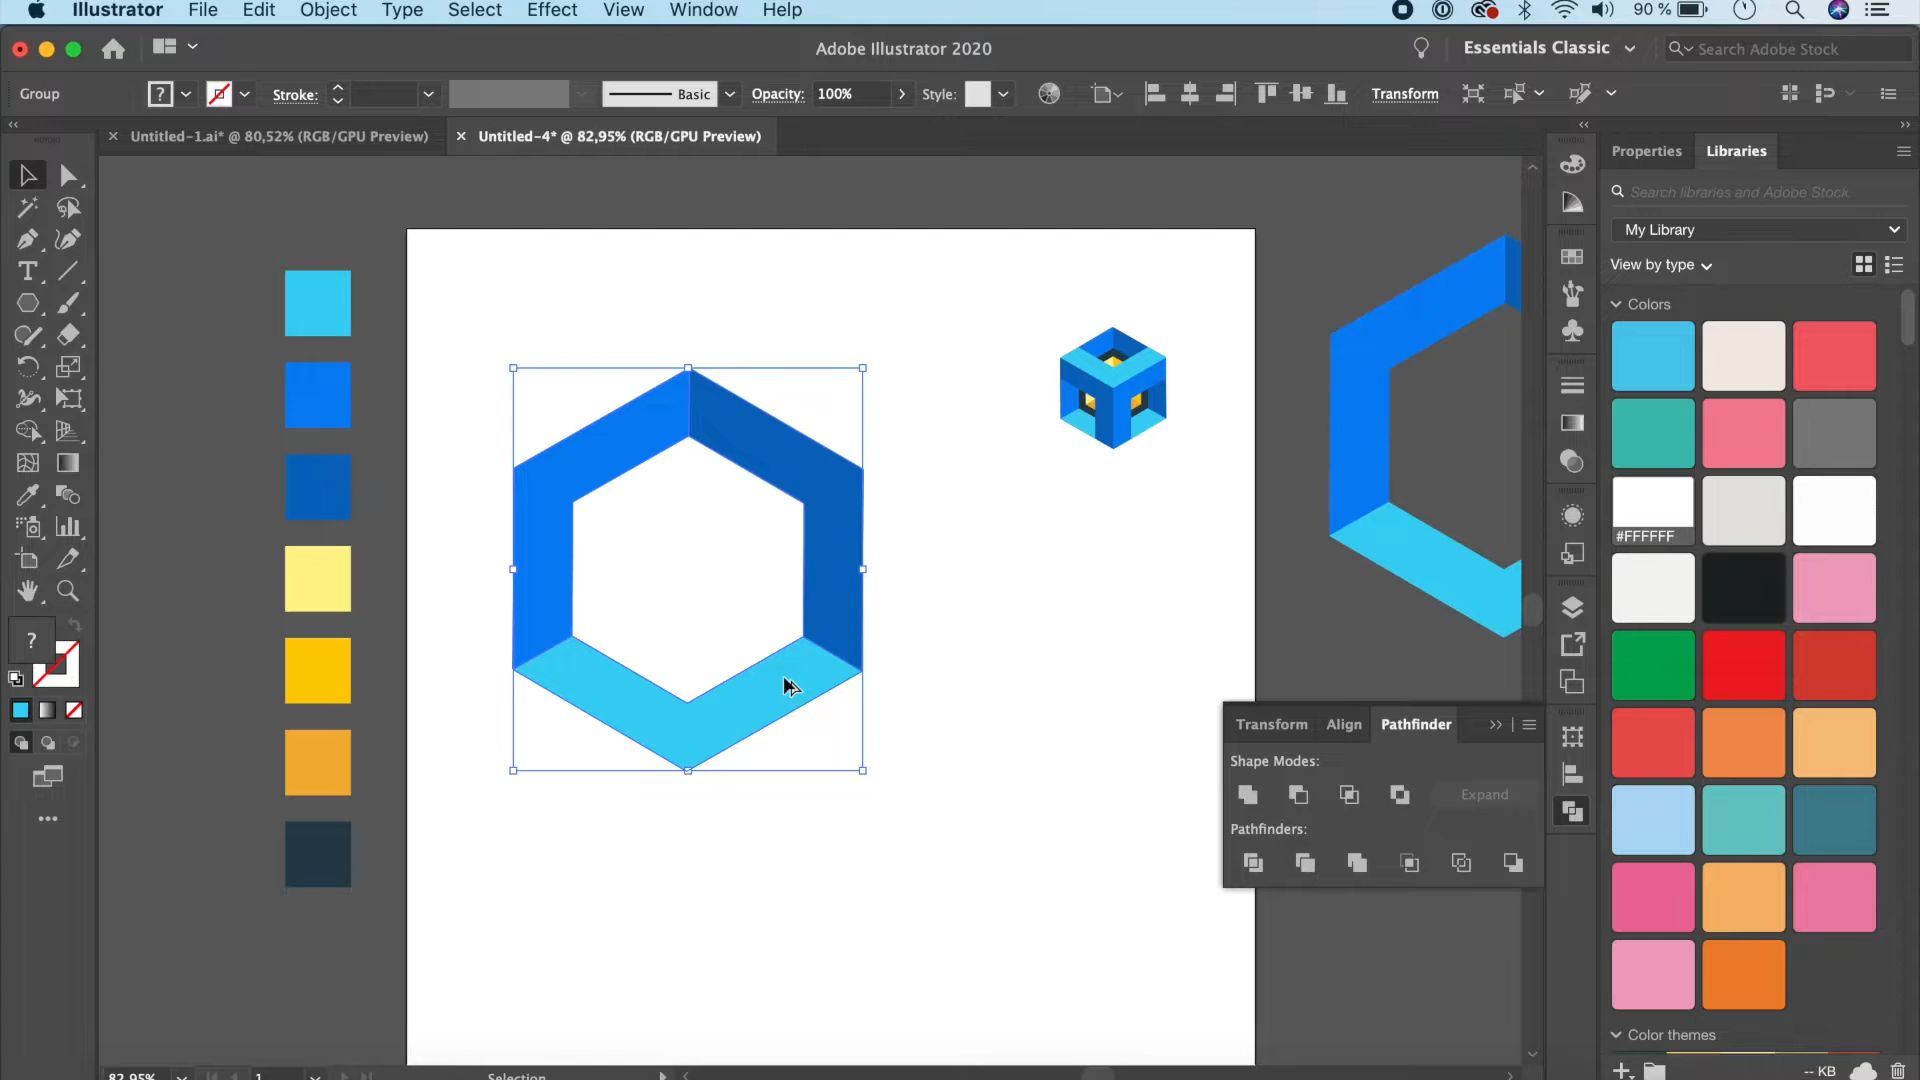 Illustrator File Edit Object Type Select Effect View Window Help 90 %
Adobe Illustrator 2020 Essentials Classic Search Adobe Stock
Group ? Stroke: Basic Opacity: 100% Style: Transform
Untitled-1.ai* @ 80,52% (RGB/GPU Preview) Untitled-4* @ 82,95% (RGB/GPU Preview)
Properties Libraries
Search libraries and Adobe Stock
My Library
View by type
Colors
#FFFFFF
?
Transform Align Pathfinder
Shape Modes:
Expand
Pathfinders:
Color themes
82,95% 1 Selection -- KB